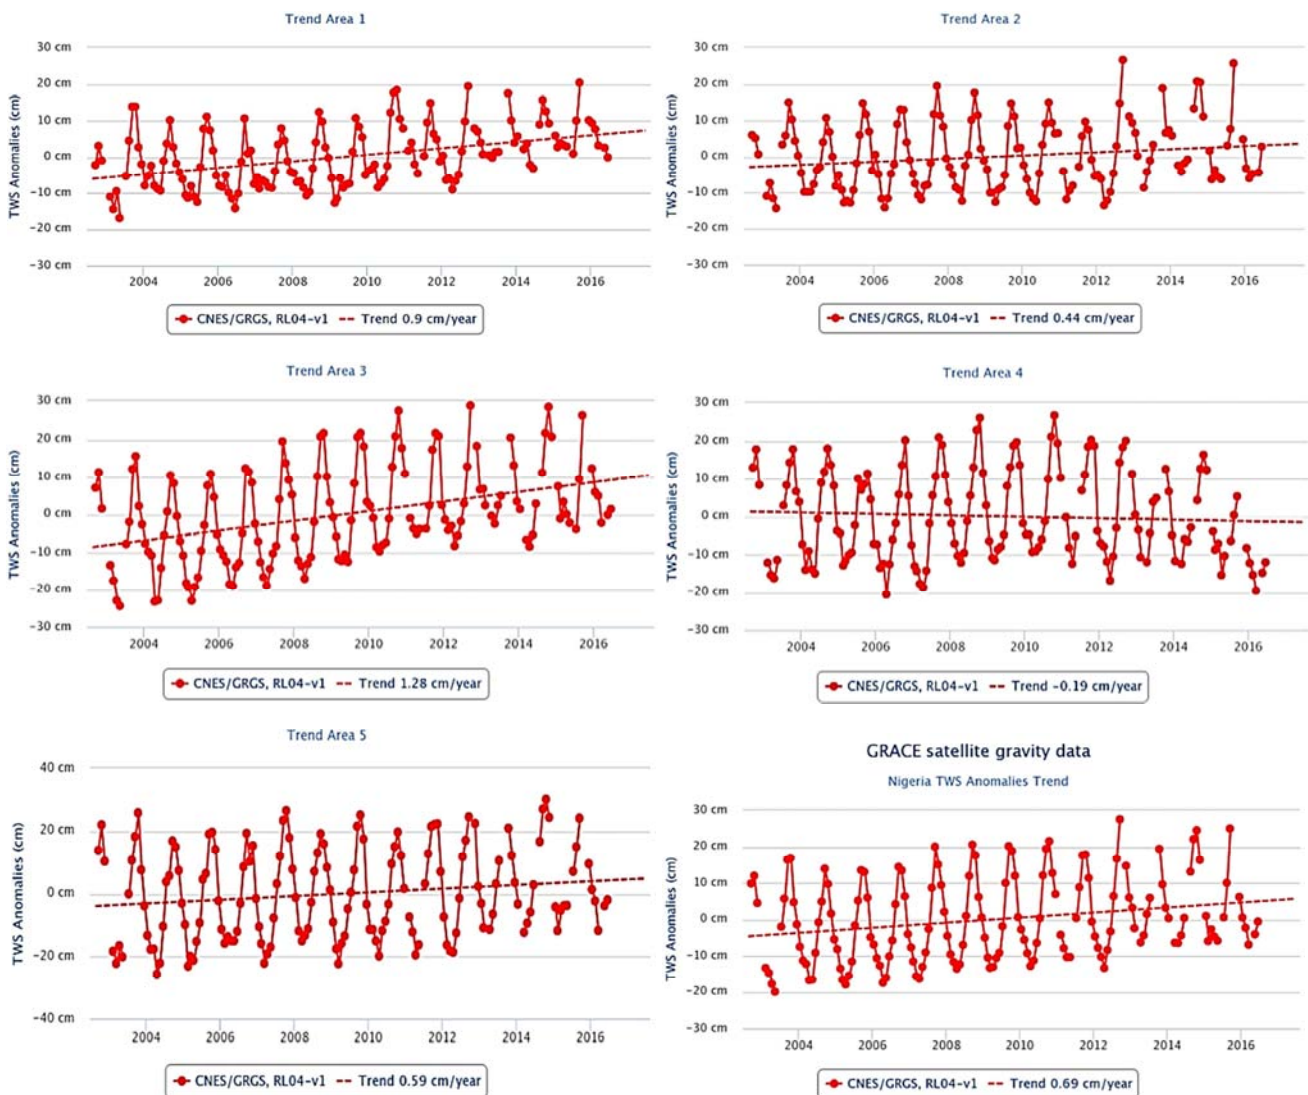 Trend Area 1
TWS Anomalies (cm)
30 cm
20 cm
10 cm
0 cm
-10 cm
-20 cm
-30 cm
2004 2006 2008 2010 2012 2014 2016
CNES/GRGS, RL04-v1 Trend 0.9 cm/year
Trend Area 2
TWS Anomalies (cm)
30 cm
20 cm
10 cm
0 cm
-10 cm
-20 cm
-30 cm
2004 2006 2008 2010 2012 2014 2016
CNES/GRGS, RL04-v1 Trend 0.44 cm/year
Trend Area 3
TWS Anomalies (cm)
30 cm
20 cm
10 cm
0 cm
-10 cm
-20 cm
-30 cm
2004 2006 2008 2010 2012 2014 2016
CNES/GRGS, RL04-v1 Trend 1.28 cm/year
Trend Area 4
TWS Anomalies (cm)
30 cm
20 cm
10 cm
0 cm
-10 cm
-20 cm
-30 cm
2004 2006 2008 2010 2012 2014 2016
CNES/GRGS, RL04-v1 Trend -0.19 cm/year
Trend Area 5
TWS Anomalies (cm)
40 cm
20 cm
0 cm
-20 cm
-40 cm
2004 2006 2008 2010 2012 2014 2016
CNES/GRGS, RL04-v1 Trend 0.59 cm/year
GRACE satellite gravity data
Nigeria TWS Anomalies Trend
TWS Anomalies (cm)
30 cm
20 cm
10 cm
0 cm
-10 cm
-20 cm
-30 cm
2004 2006 2008 2010 2012 2014 2016
CNES/GRGS, RL04-v1 Trend 0.69 cm/year